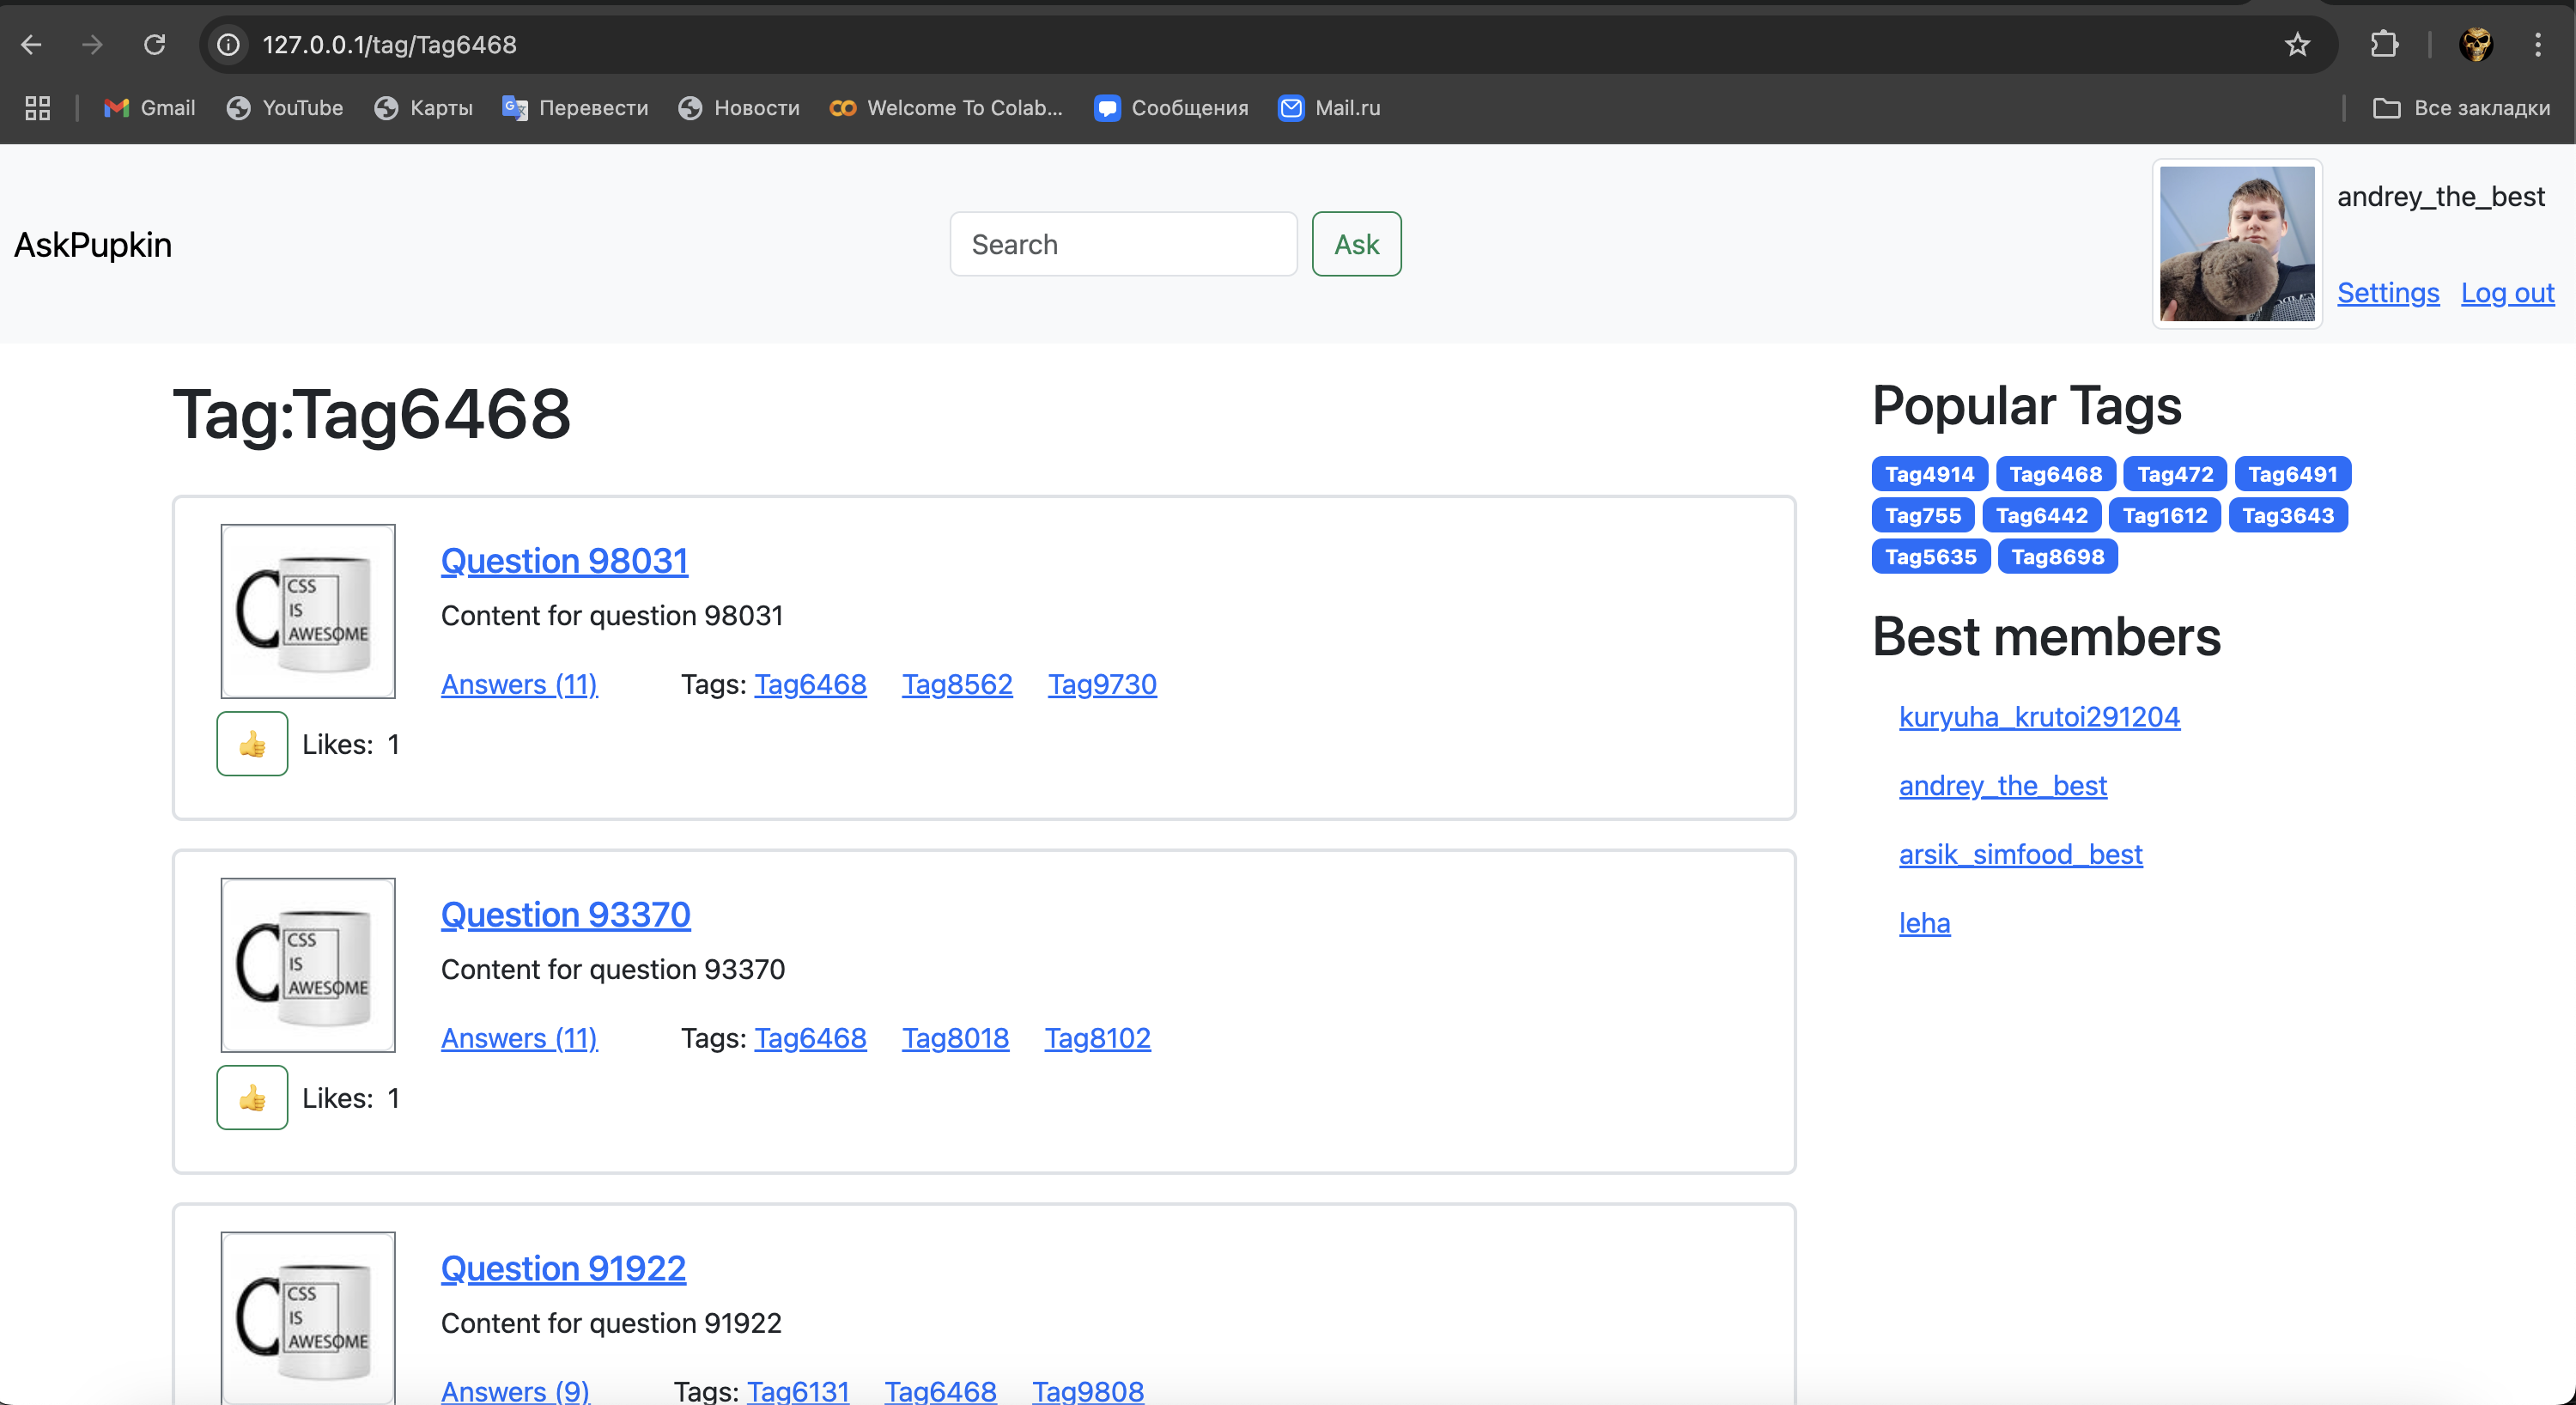 127.0.0.1/tag/Tag6468
Gmail YouTube Карты Перевести Новости Welcome To Colab... Сообщения Mail.ru Все закладки
AskPupkin Search Ask andrey_the_best
Settings Log out
Tag:Tag6468
Question 98031
Content for question 98031
Answers (11) Tags: Tag6468 Tag8562 Tag9730
Likes: 1
CSS
IS
AWESOME
Question 93370
Content for question 93370
Answers (11) Tags: Tag6468 Tag8018 Tag8102
Likes: 1
CSS
IS
AWESOME
Question 91922
Content for question 91922
Answers (9) Tags: Tag6131 Tag6468 Tag9808
CSS
IS
AWESOME
Popular Tags
Tag4914 Tag6468 Tag472 Tag6491
Tag755 Tag6442 Tag1612 Tag3643
Tag5635 Tag8698
Best members
kuryuha_krutoi291204
andrey_the_best
arsik_simfood_best
leha